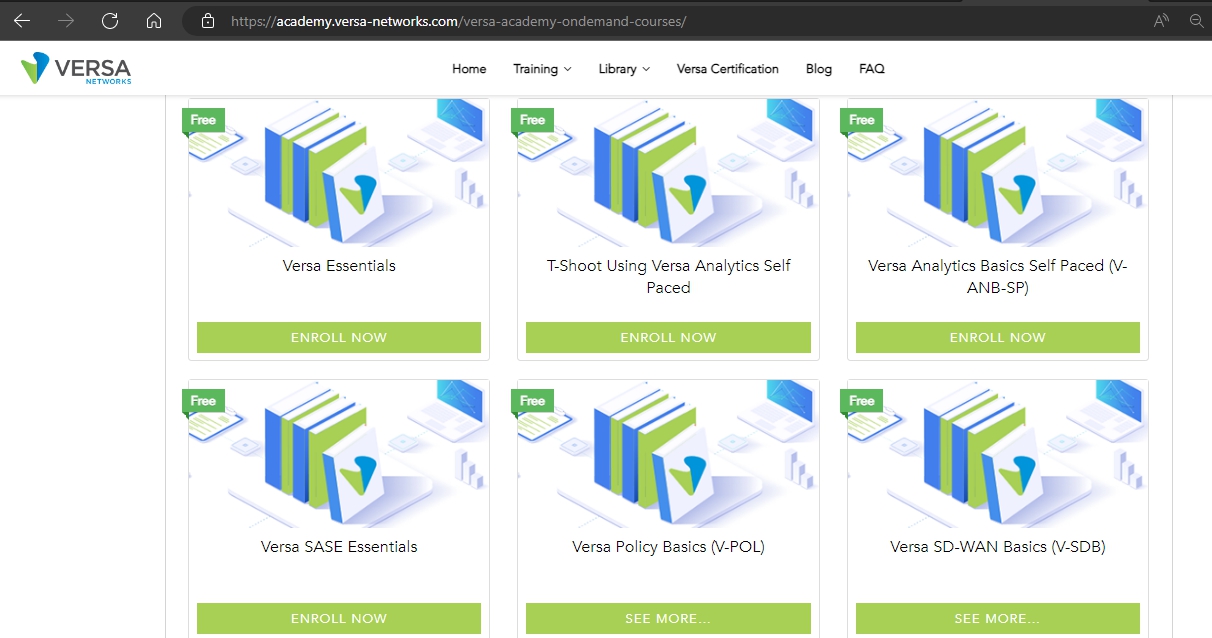 https://academy.versa-networks.com/versa-academy-ondemand-courses/
VERSA
NETWORKS
Home Training Library Versa Certification Blog FAQ
Free Free Free
Versa Essentials
T-Shoot Using Versa Analytics Self
Paced
Versa Analytics Basics Self Paced (V-
ANB-SP)
ENROLL NOW ENROLL NOW ENROLL NOW
Free Free Free
Versa SASE Essentials
Versa Policy Basics (V-POL)
Versa SD-WAN Basics (V-SDB)
ENROLL NOW SEE MORE... SEE MORE...